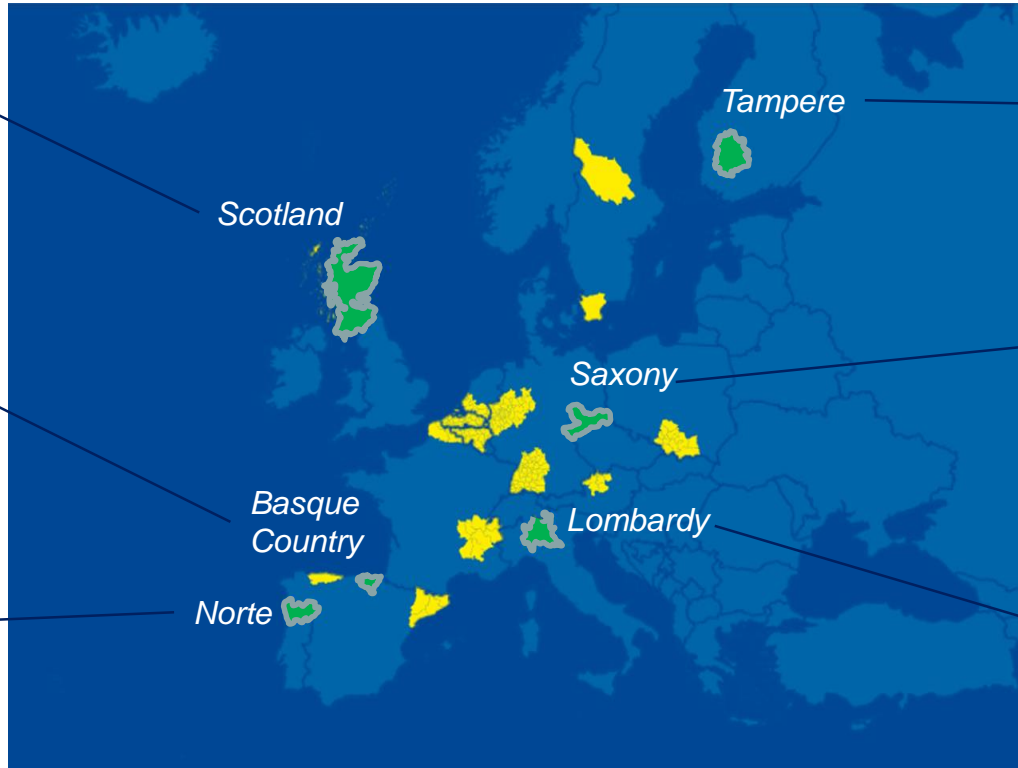 Tampere
Scotland
Saxony
Basque
Country
Lombardy
Norte